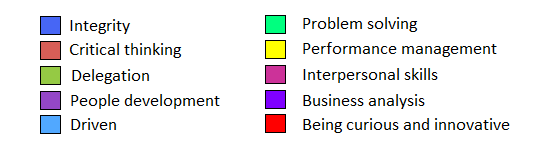 Integrity
Critical thinking
Delegation
People development
Driven
Problem solving
Performance management
Interpersonal skills
Business analysis
Being curious and innovative